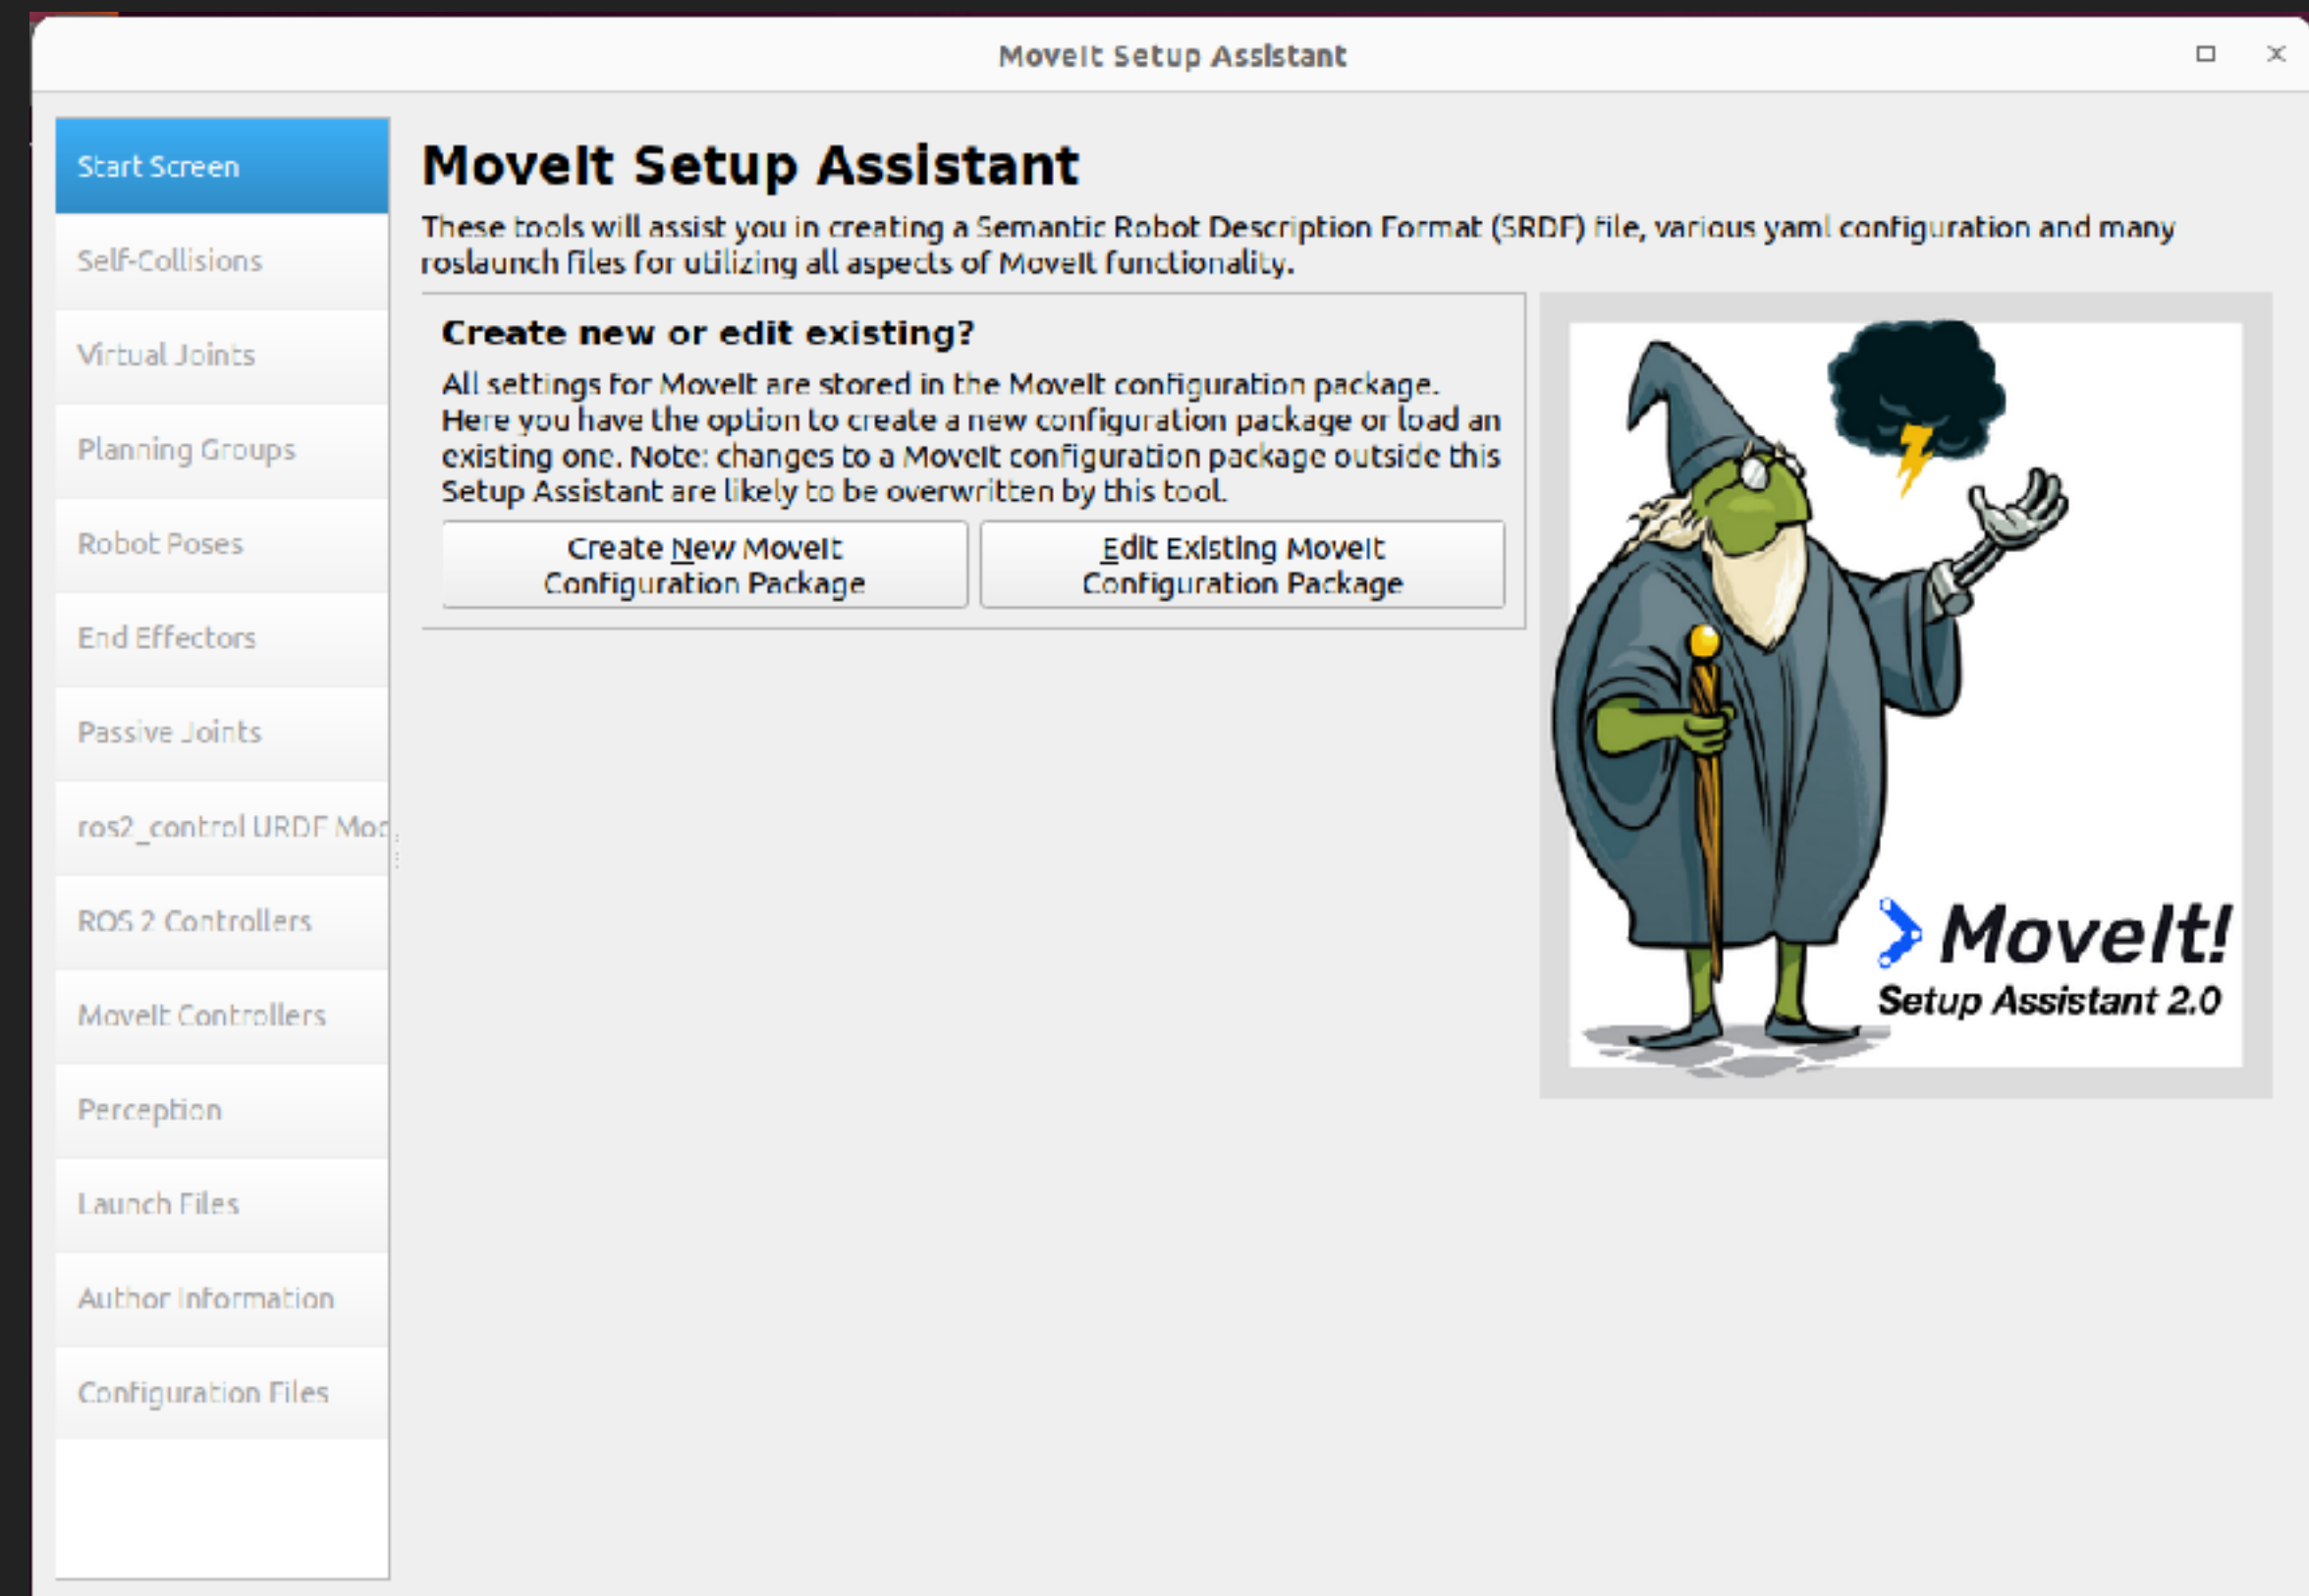 MoveIt Setup Assistant
Start Screen
Self-Collisions
Virtual Joints
Planning Groups
Robot Poses
End Effectors
Passive Joints
ros2_control URDF Moc
ROS 2 Controllers
MoveIt Controllers
Perception
Launch Files
Author Information
Configuration Files
MoveIt Setup Assistant
These tools will assist you in creating a Semantic Robot Description Format (SRDF) file, various yaml configuration and many
roslaunch files for utilizing all aspects of MoveIt functionality.
Create new or edit existing?
All settings for MoveIt are stored in the MoveIt configuration package.
Here you have the option to create a new configuration package or load an
existing one. Note: changes to a MoveIt configuration package outside this
Setup Assistant are likely to be overwritten by this tool.
Create New MoveIt
Configuration Package
Edit Existing MoveIt
Configuration Package
MoveIt!
Setup Assistant 2.0